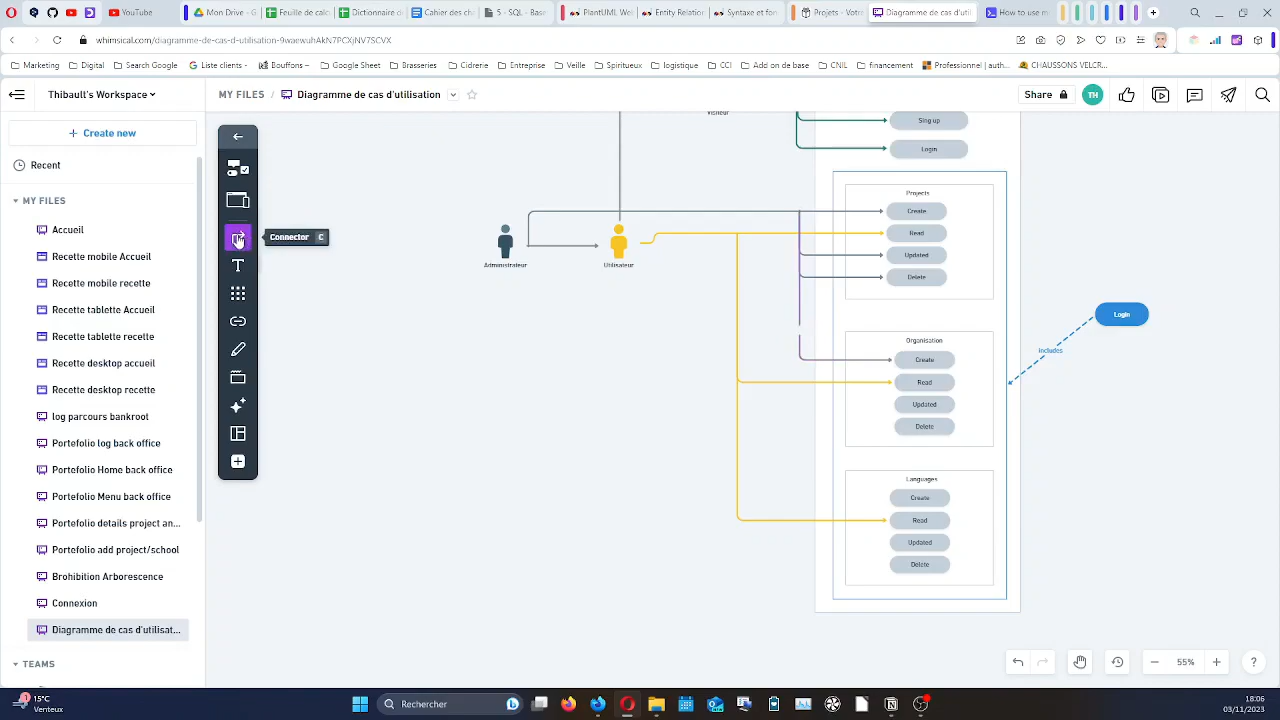 Mon Drive - G
Feuille de calc
Dictionnaire d
Cahier des cha
5 - SQL - Base
PlantUML We
Entity Relation
Syntaxe et fon
Projets - Votre
Diagramme de cas d'util
How to use m
YouTube
whimsical.com/diagramme-de-cas-d-utilisation-9waewuhAkN7PCXjNV7SCVX
Marketing
Digital
Search Google
Liste clients -
Bouffons –
Google Sheet
Brasseries
Cidrerie
Entreprise
Veille
Spiritueux
logistique
CCI
Add on de base
CNIL
financement
Professionel | auth...
CHAUSSONS VELCR...
Thibault's Workspace
MY FILES / Diagramme de cas d'utilisation
Share
TH
+ Create new
Recent
MY FILES
Accueil
Recette mobile Accueil
Recette mobile recette
Recette tablette Accueil
Recette tablette recette
Recette desktop accueil
Recette desktop recette
log parcours bankroot
Portefolio log back office
Portefolio Home back office
Portefolio Menu back office
Portefolio details project an...
Portefolio add project/school
Brohibition Arborescence
Connexion
Diagramme de cas d'utilisat...
TEAMS
Connector C
T
Visiteur
Sing up
Login
Projects
Create
Read
Updated
Delete
Administrateur
Utilisateur
Organisation
Create
Read
Updated
Delete
Login
includes
Languages
Create
Read
Updated
Delete
55%
?
1
15°C
Venteux
Rechercher
18:06
03/11/2023